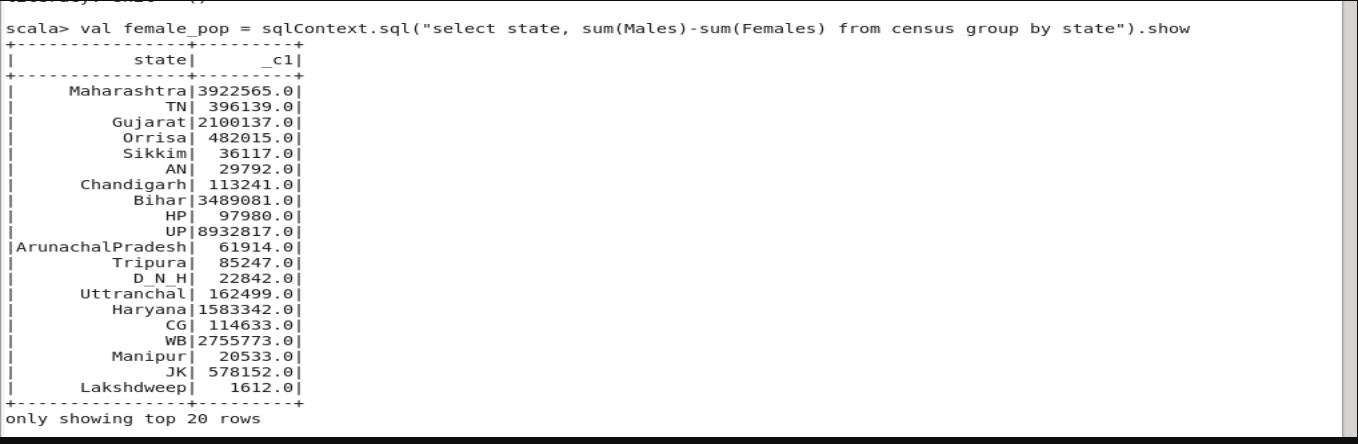 scala> val female_pop = sqlContext.sql("select state, sum(Males)-sum(Females) from census group by state").show
+----------------+---------+
|           state|      _c1|
+----------------+---------+
|     Maharashtra|3922565.0|
|              TN| 396139.0|
|         Gujarat|2100137.0|
|          Orrisa| 482015.0|
|          Sikkim|  36117.0|
|              AN|  29792.0|
|      Chandigarh| 113241.0|
|           Bihar|3489081.0|
|              HP|  97980.0|
|              UP|8932817.0|
|ArunachalPradesh|  61914.0|
|         Tripura|  85247.0|
|           D_N_H|  22842.0|
|      Uttranchal| 162499.0|
|         Haryana|1583342.0|
|              CG| 114633.0|
|              WB|2755773.0|
|         Manipur|  20533.0|
|              JK| 578152.0|
|      Lakshdweep|   1612.0|
+----------------+---------+
only showing top 20 rows